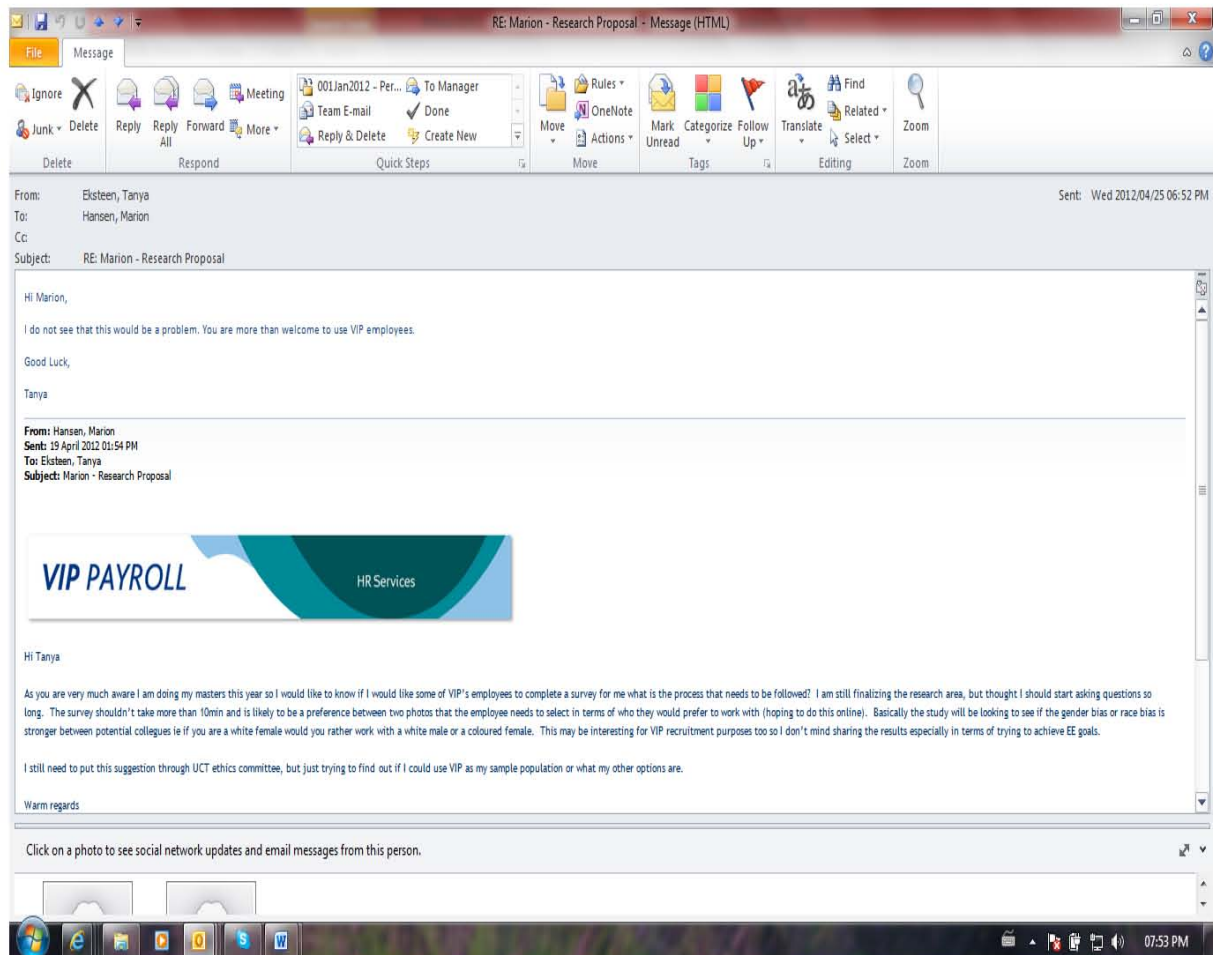 RE: Marion - Research Proposal - Message (HTML)
File Message
Ignore
Junk
Delete
Delete
Reply
Reply All
Forward
Meeting
More
Respond
001Jan2012 - Per...
To Manager
Team E-mail
Done
Reply & Delete
Create New
Quick Steps
Move
Rules
OneNote
Actions
Move
Mark Unread
Categorize
Follow Up
Tags
Translate
Find
Related
Select
Editing
Zoom
Zoom
From: Eksteen, Tanya
Sent: Wed 2012/04/25 06:52 PM
To: Hansen, Marion
Cc:
Subject: RE: Marion - Research Proposal
Hi Marion,
I do not see that this would be a problem. You are more than welcome to use VIP employees.
Good Luck,
Tanya
From: Hansen, Marion
Sent: 19 April 2012 01:54 PM
To: Eksteen, Tanya
Subject: Marion - Research Proposal
VIP PAYROLL
HR Services
Hi Tanya
As you are very much aware I am doing my masters this year so I would like to know if I would like some of VIP's employees to complete a survey for me what is the process that needs to be followed? I am still finalizing the research area, but thought I should start asking questions so
long. The survey shouldn't take more than 10min and is likely to be a preference between two photos that the employee needs to select in terms of who they would prefer to work with (hoping to do this online). Basically the study will be looking to see if the gender bias or race bias is
stronger between potential collegues ie if you are a white female would you rather work with a white male or a coloured female. This may be interesting for VIP recruitment purposes too so I don't mind sharing the results especially in terms of trying to achieve EE goals.
I still need to put this suggestion through UCT ethics committee, but just trying to find out if I could use VIP as my sample population or what my other options are.
Warm regards
Click on a photo to see social network updates and email messages from this person.
07:53 PM